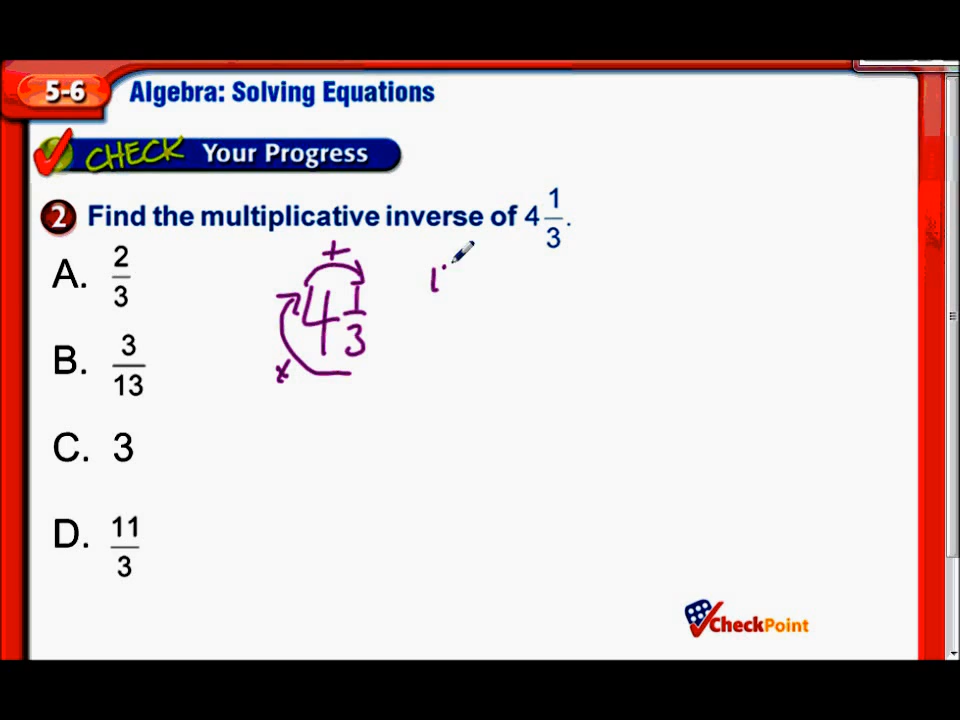 5-6 Algebra: Solving Equations
CHECK Your Progress
2 Find the multiplicative inverse of 4 1/3.
A. 2/3
B. 3/13
C. 3
D. 11/3
+
4 1/3
x
CheckPoint